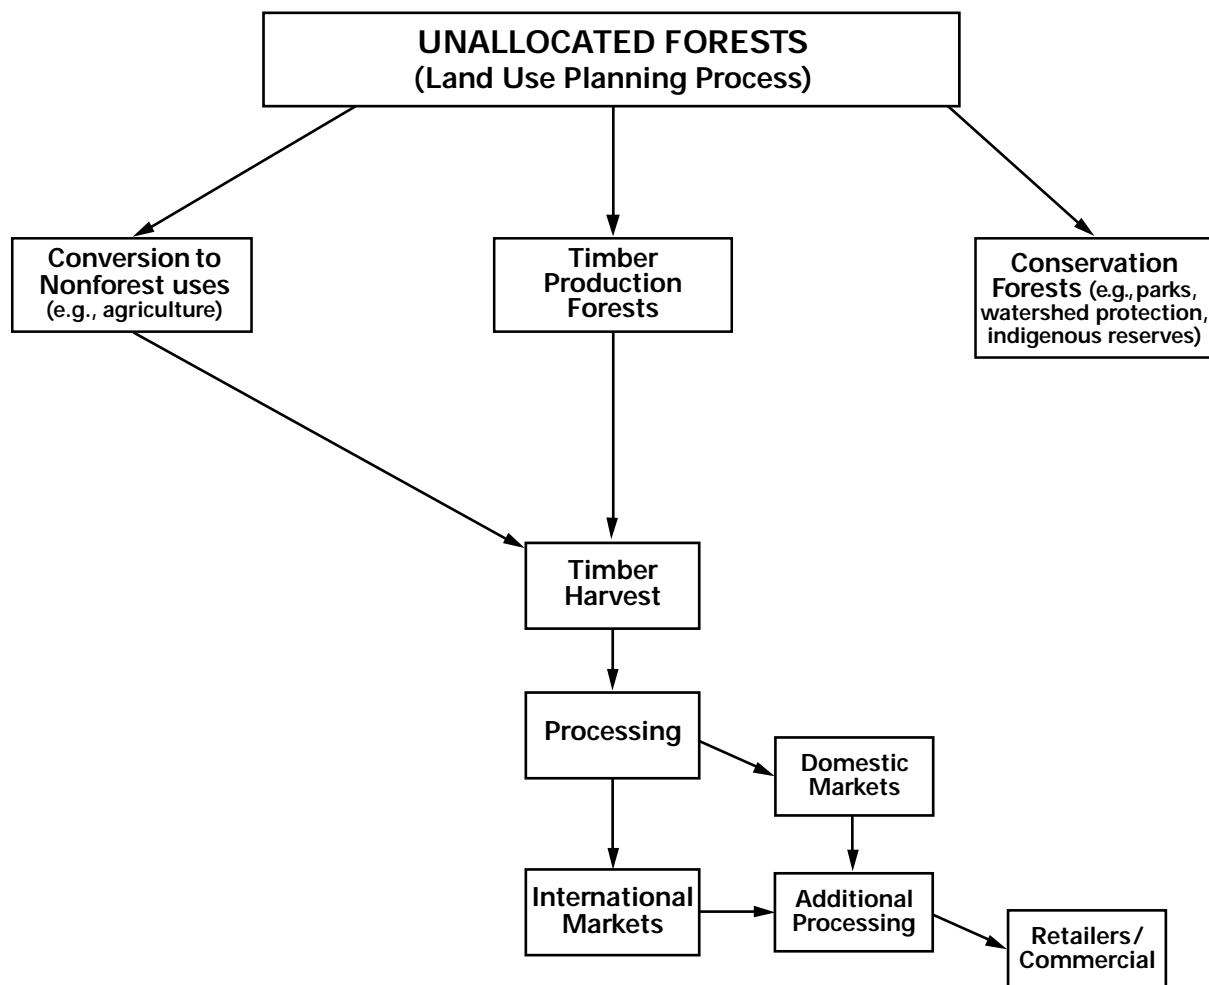 UNALLOCATED FORESTS
(Land Use Planning Process)
Conversion to
Nonforest uses
(e.g., agriculture)
Timber
Production
Forests
Conservation
Forests (e.g., parks,
watershed protection,
indigenous reserves)
Timber
Harvest
Processing
Domestic
Markets
International
Markets
Additional
Processing
Retailers/
Commercial